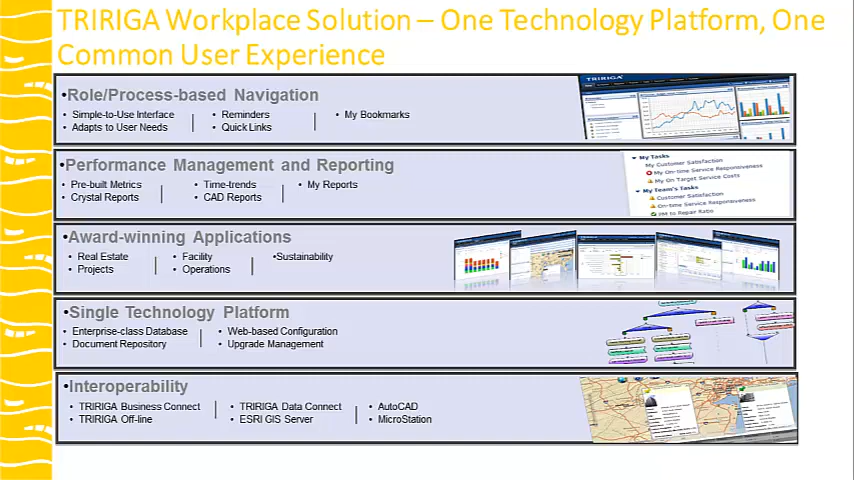 TRIRIGA Workplace Solution – One Technology Platform, One
Common User Experience
•Role/Process-based Navigation
• Simple-to-Use Interface • Reminders • My Bookmarks
• Adapts to User Needs • Quick Links
TRIRIGA
•Performance Management and Reporting
• Pre-built Metrics • Time-trends • My Reports
• Crystal Reports • CAD Reports
My Tasks
My Customer Satisfaction
My On-time Service Responsiveness
My On Target Service Costs
My Team's Tasks
Customer Satisfaction
On-time Service Responsiveness
PM to Repair Ratio
•Award-winning Applications
• Real Estate • Facility •Sustainability
• Projects • Operations
•Single Technology Platform
• Enterprise-class Database • Web-based Configuration
• Document Repository • Upgrade Management
•Interoperability
• TRIRIGA Business Connect • TRIRIGA Data Connect • AutoCAD
• TRIRIGA Off-line • ESRI GIS Server • MicroStation